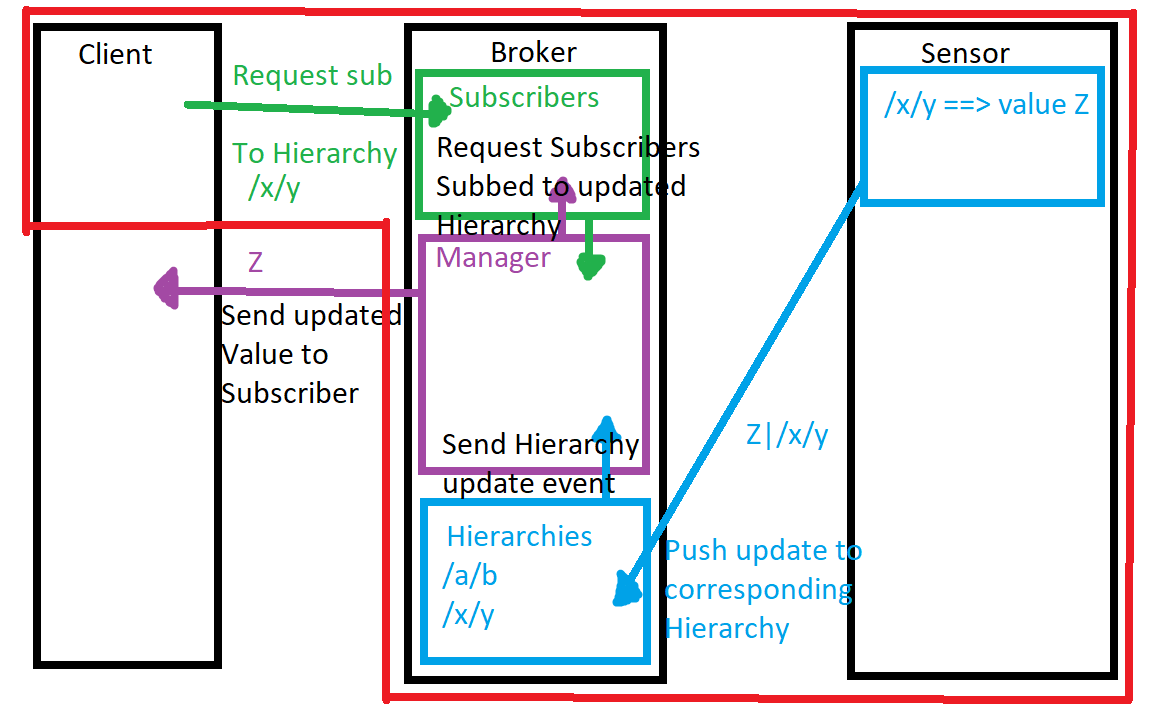 Client
Request sub
To Hierarchy
/x/y
Z
Send updated
Value to
Subscriber
Broker
Subscribers
Request Subscribers
Subbed to updated
Hierarchy
Manager
Send Hierarchy
update event
Hierarchies
/a/b
/x/y
Sensor
/x/y ==> value Z
Z|/x/y
Push update to
corresponding
Hierarchy